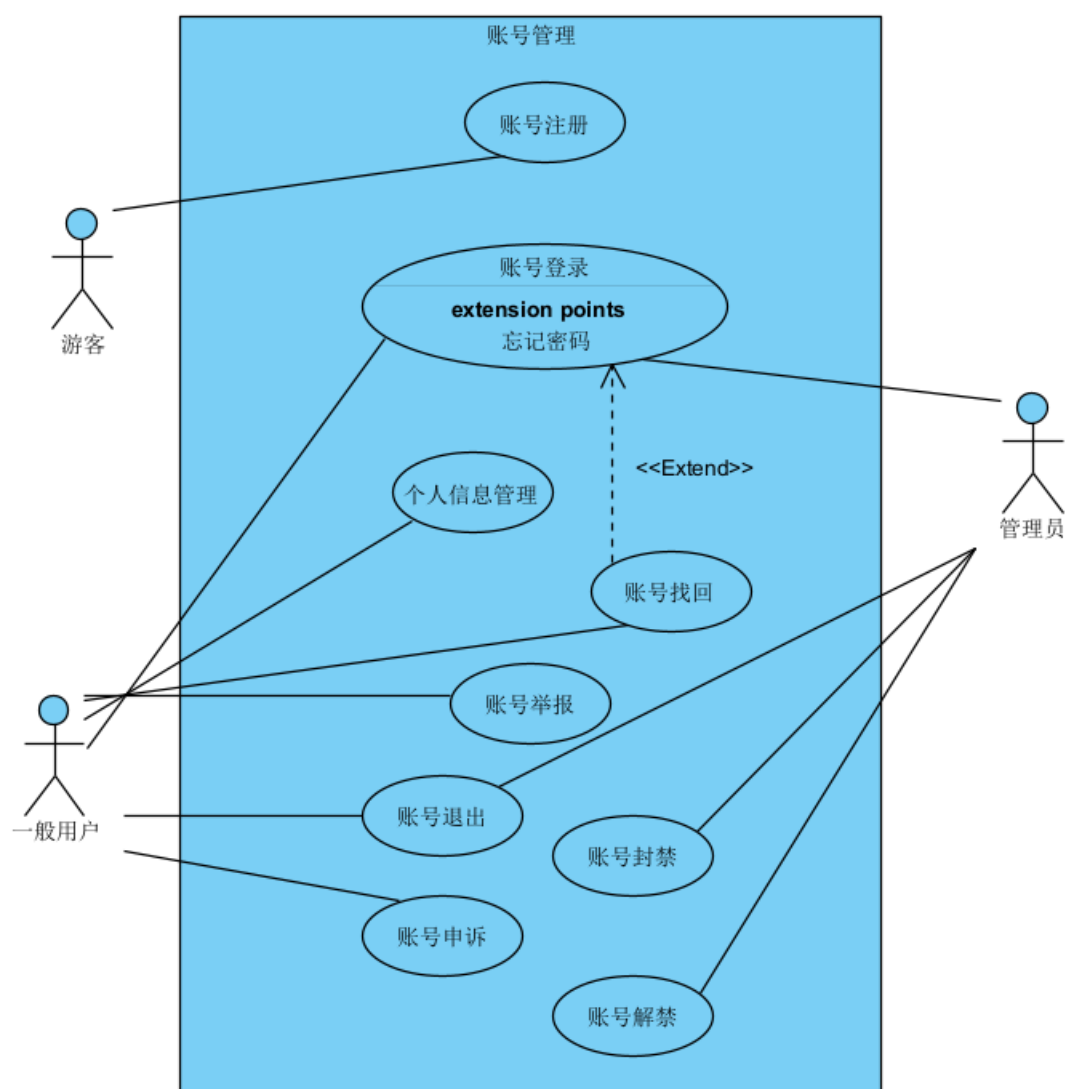 账号管理
账号注册
游客
账号登录
extension points
忘记密码
<<Extend>>
管理员
个人信息管理
账号找回
账号举报
一般用户
账号退出
账号封禁
账号申诉
账号解禁